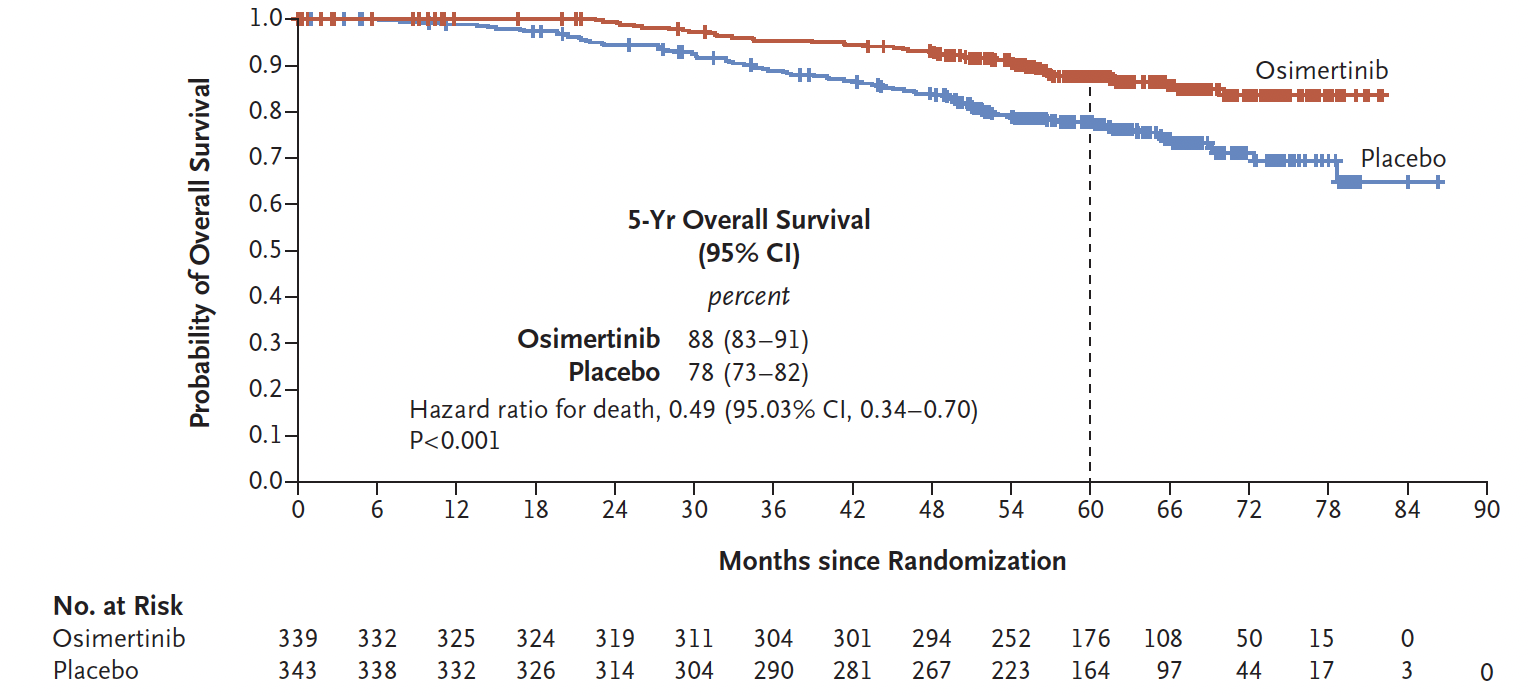 1.0
0.9
0.8
0.7
0.6
0.5
0.4
0.3
0.2
0.1
0.0
Probability of Overall Survival
Osimertinib
Placebo
5-Yr Overall Survival
(95% CI)
percent
Osimertinib 88 (83–91)
Placebo 78 (73–82)
Hazard ratio for death, 0.49 (95.03% CI, 0.34–0.70)
P<0.001
0 6 12 18 24 30 36 42 48 54 60 66 72 78 84 90
Months since Randomization
No. at Risk
Osimertinib 339 332 325 324 319 311 304 301 294 252 176 108 50 15 0
Placebo 343 338 332 326 314 304 290 281 267 223 164 97 44 17 3 0